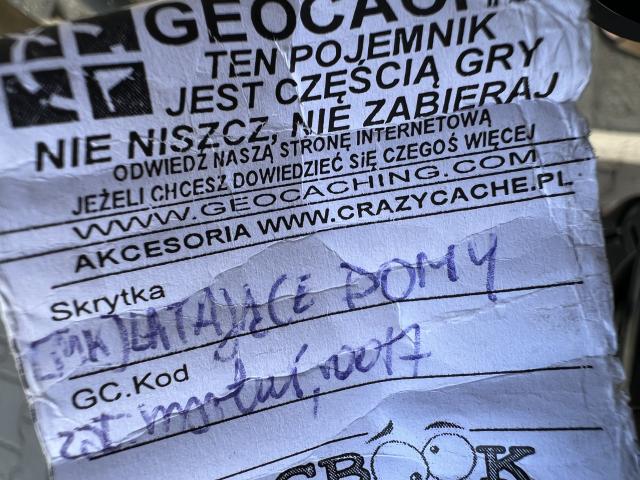 GEOCACHING
TEN POJEMNIK
JEST CZĘŚCIĄ GRY
NIE NISZCZ, NIE ZABIERAJ
ODWIEDŹ NASZĄ STRONĘ INTERNETOWĄ
JEŻELI CHCESZ DOWIEDZIEĆ SIĘ CZEGOŚ WIĘCEJ
WWW.GEOCACHING.COM
AKCESORIA WWW.CRAZYCACHE.PL
Skrytka
LATAJĄCE DOMY
GC.Kod